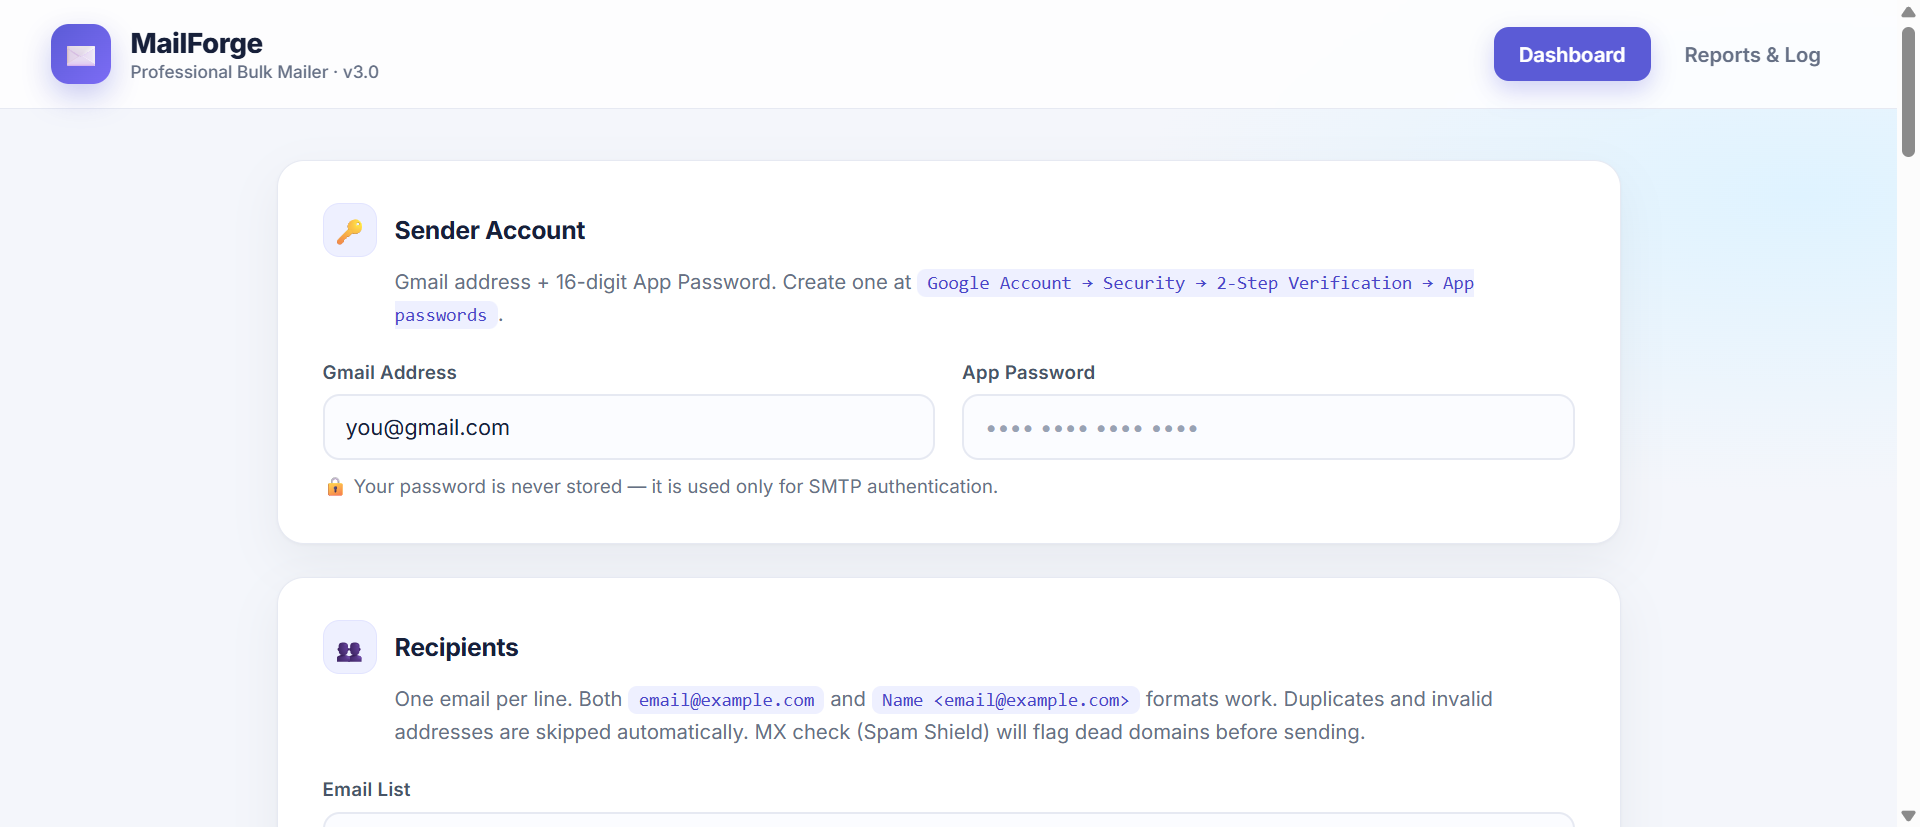 MailForge
Professional Bulk Mailer · v3.0
Dashboard
Reports & Log
Sender Account
Gmail address + 16-digit App Password. Create one at Google Account → Security → 2-Step Verification → App
passwords .
Gmail Address
App Password
you@gmail.com
•••• •••• •••• ••••
Your password is never stored — it is used only for SMTP authentication.
Recipients
One email per line. Both email@example.com and Name <email@example.com> formats work. Duplicates and invalid
addresses are skipped automatically. MX check (Spam Shield) will flag dead domains before sending.
Email List